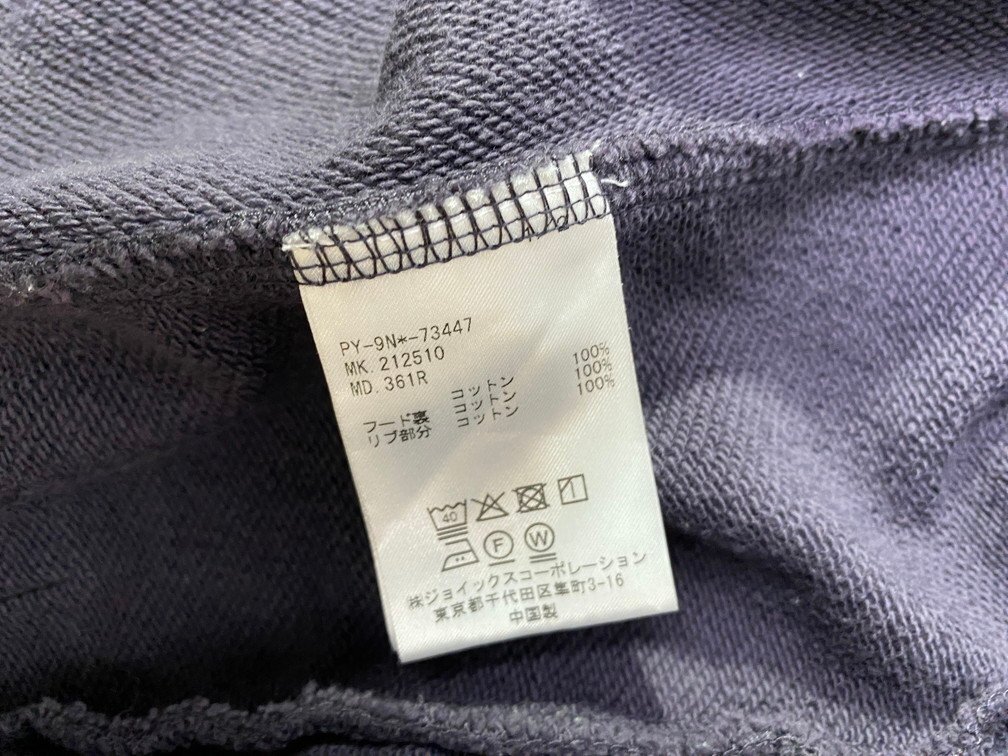 PY-9N*-73447
MK. 212510
MD. 361R
コットン 100%
フード裏 コットン 100%
リブ部分 コットン 100%
40
F W
㈱ジョイックスコーポレーション
東京都千代田区隼町3-16
中国製